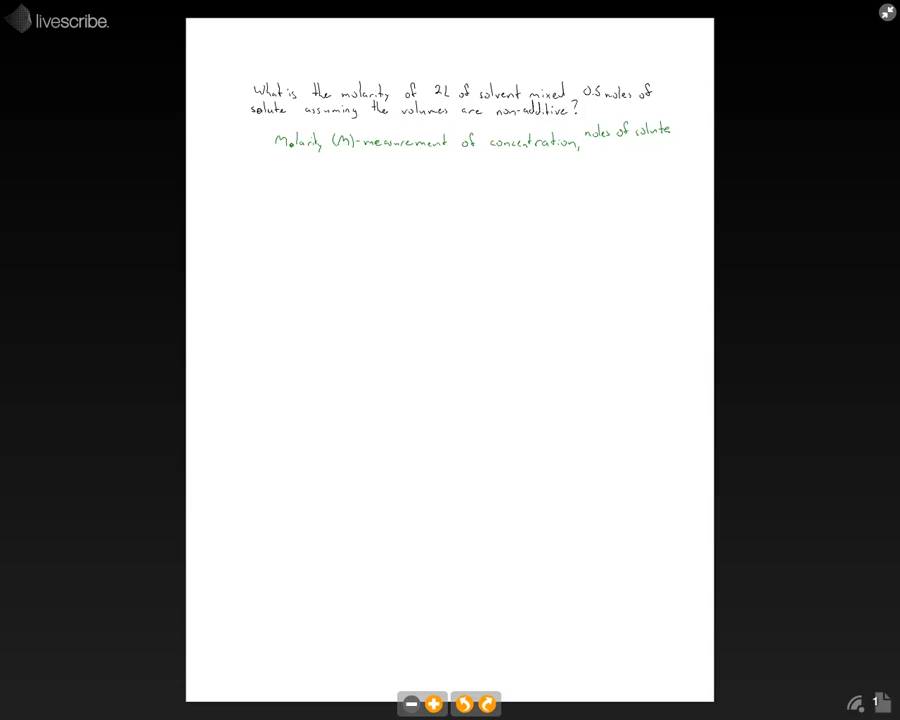 livescribe.
What is the molarity of 2L of solvent mixed 0.5 moles of
solute assuming the volumes are non-additive?
Molarity (M)-measurement of concentration, moles of solute
1